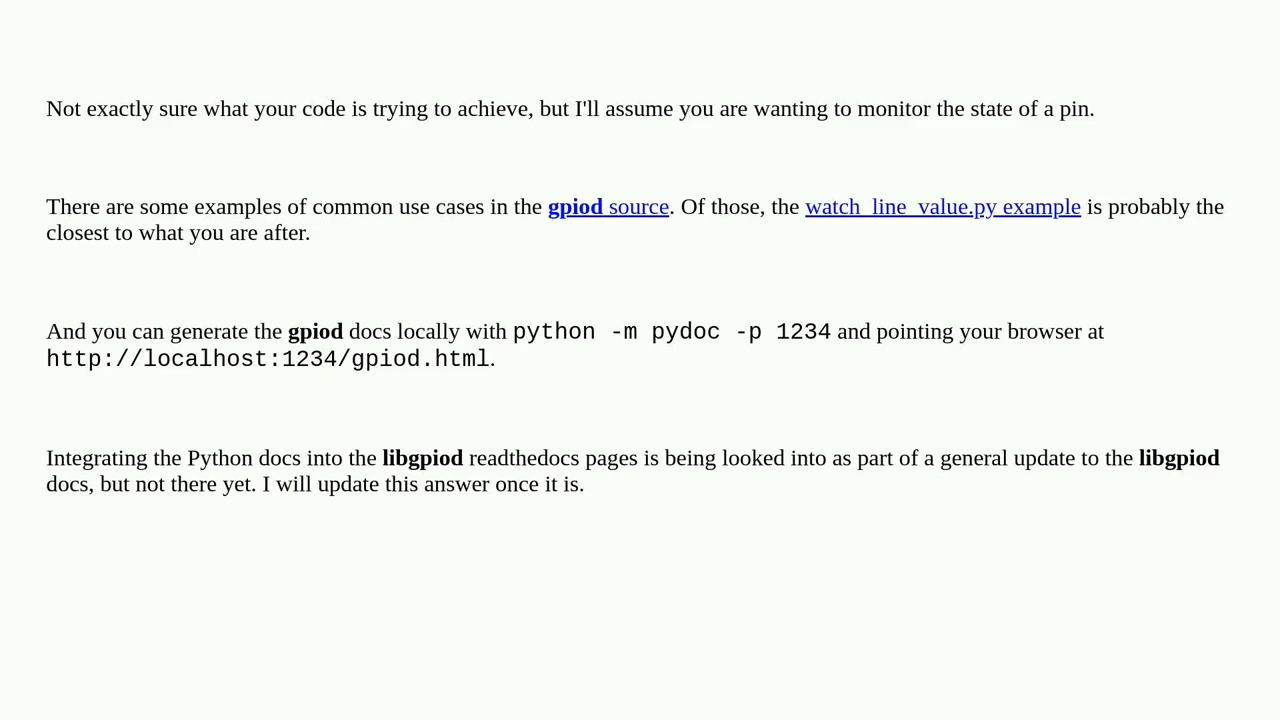 Not exactly sure what your code is trying to achieve, but I'll assume you are wanting to monitor the state of a pin.
There are some examples of common use cases in the gpiod source. Of those, the watch_line_value.py example is probably the
closest to what you are after.
And you can generate the gpiod docs locally with python -m pydoc -p 1234 and pointing your browser at
http://localhost:1234/gpiod.html.
Integrating the Python docs into the libgpiod readthedocs pages is being looked into as part of a general update to the libgpiod
docs, but not there yet. I will update this answer once it is.